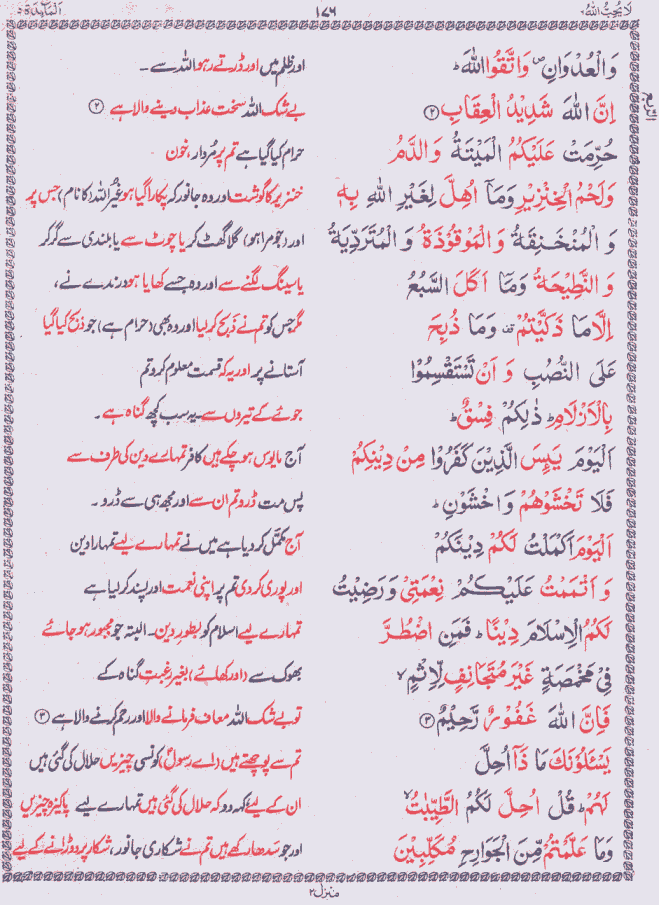 لَا يُحِبُّ اللّٰهُ ۶ ۱۷۶ اَلْمَآئِدَة ۵
وَالْعُدْوَانِ ۪ وَاتَّقُوا اللّٰهَ ؕ اور ظلم میں اور ڈرتے رہو اللہ سے ۔
اِنَّ اللّٰهَ شَدِيْدُ الْعِقَابِ ۝۲ بے شک اللہ سخت عذاب دینے والا ہے ۝۲
حُرِّمَتْ عَلَيْكُمُ الْمَيْتَةُ وَالدَّمُ حرام کیا گیا ہے تم پر مُردار، خون
وَلَحْمُ الْخِنْزِيْرِ وَمَاۤ اُهِلَّ لِغَيْرِ اللّٰهِ بِهٖ خنزیر کا گوشت اور وہ جانور کہ پکارا گیا ہو غیرُ اللہ کا نام) جس پر
وَ الْمُنْخَنِقَةُ وَالْمَوْقُوْذَةُ وَ الْمُتَرَدِّيَةُ اور (جو مرا ہو) گلا گھٹ کر یا چوٹ سے یا بلندی سے گر کر
وَ النَّطِيْحَةُ وَمَاۤ اَكَلَ السَّبُعُ یا سینگ لگنے سے اور وہ جسے کھایا ہو درندے نے،
اِلَّا مَا ذَكَّيْتُمْ ۟ وَمَا ذُبِحَ مگر جس کو تم نے ذبح کر لیا اور وہ بھی (حرام ہے) جو ذبح کیا گیا
عَلَى النُّصُبِ وَ اَنْ تَسْتَقْسِمُوْا آستانے پر اور یہ کہ قسمت معلوم کرو تم
بِالْاَزْلَامِ ؕ ذٰلِكُمْ فِسْقٌ ؕ جوئے کے تیروں سے ۔ یہ سب کچھ گناہ ہے ۔
اَلْيَوْمَ يَئِسَ الَّذِيْنَ كَفَرُوْا مِنْ دِيْنِكُمْ آج مایوس ہو چکے ہیں کافر تمہارے دین کی طرف سے
فَلَا تَخْشَوْهُمْ وَ اخْشَوْنِ ؕ پس مت ڈرو تم ان سے اور مجھ ہی سے ڈرو ۔
اَلْيَوْمَ اَكْمَلْتُ لَكُمْ دِيْنَكُمْ آج مکمّل کر دیا ہے میں نے تمہارے لیے تمہارا دین
وَ اَتْمَمْتُ عَلَيْكُمْ نِعْمَتِيْ وَ رَضِيْتُ اور پوری کر دی تم پر اپنی نعمت اور پسند کر لیا ہے
لَكُمُ الْاِسْلَامَ دِيْنًا ؕ فَمَنِ اضْطُرَّ تمہارے لیے اسلام کو بطورِ دین ۔ البتہ جو مجبور ہو جائے
فِيْ مَخْمَصَةٍ غَيْرَ مُتَجَانِفٍ لِّاِثْمٍ ۙ بھوک سے (اور کھائے) بغیر رغبت گناہ کے
فَاِنَّ اللّٰهَ غَفُوْرٌ رَّحِيْمٌ ۝۳ تو بے شک اللہ معاف فرمانے والا اور رحم کرنے والا ہے ۝۳
يَسْـَٔلُوْنَكَ مَا ذَاۤ اُحِلَّ تم سے پوچھتے ہیں (اے رسول) کونسی چیزیں حلال کی گئی ہیں
لَهُمْ ؕ قُلْ اُحِلَّ لَكُمُ الطَّيِّبٰتُ ۙ ان کے لیے؟ کہہ دو کہ حلال کی گئی ہیں تمہارے لیے پاکیزہ چیزیں
وَمَا عَلَّمْتُمْ مِّنَ الْجَوَارِحِ مُكَلِّبِيْنَ اور جو سدھا رکھے ہیں تم نے شکاری جانور، شکار پر دوڑانے کے لیے
منزل ۲